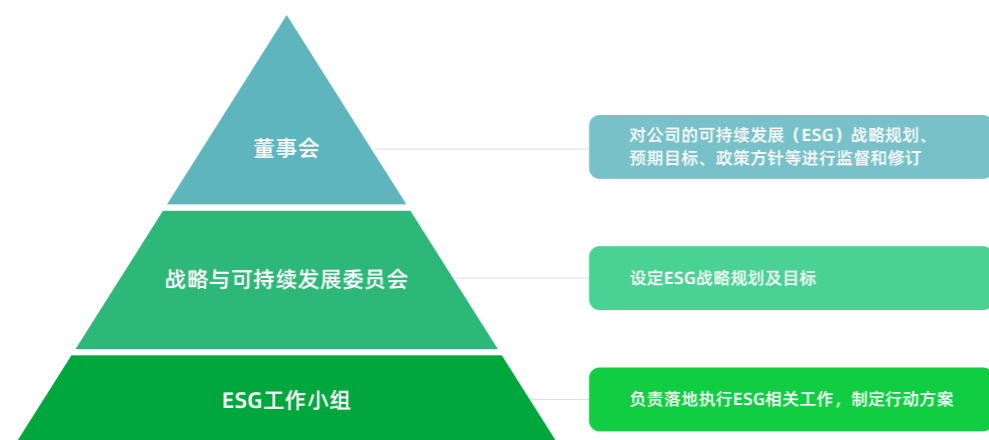 董事会
对公司的可持续发展（ESG）战略规划、
预期目标、政策方针等进行监督和修订
战略与可持续发展委员会
设定ESG战略规划及目标
ESG工作小组
负责落地执行ESG相关工作，制定行动方案